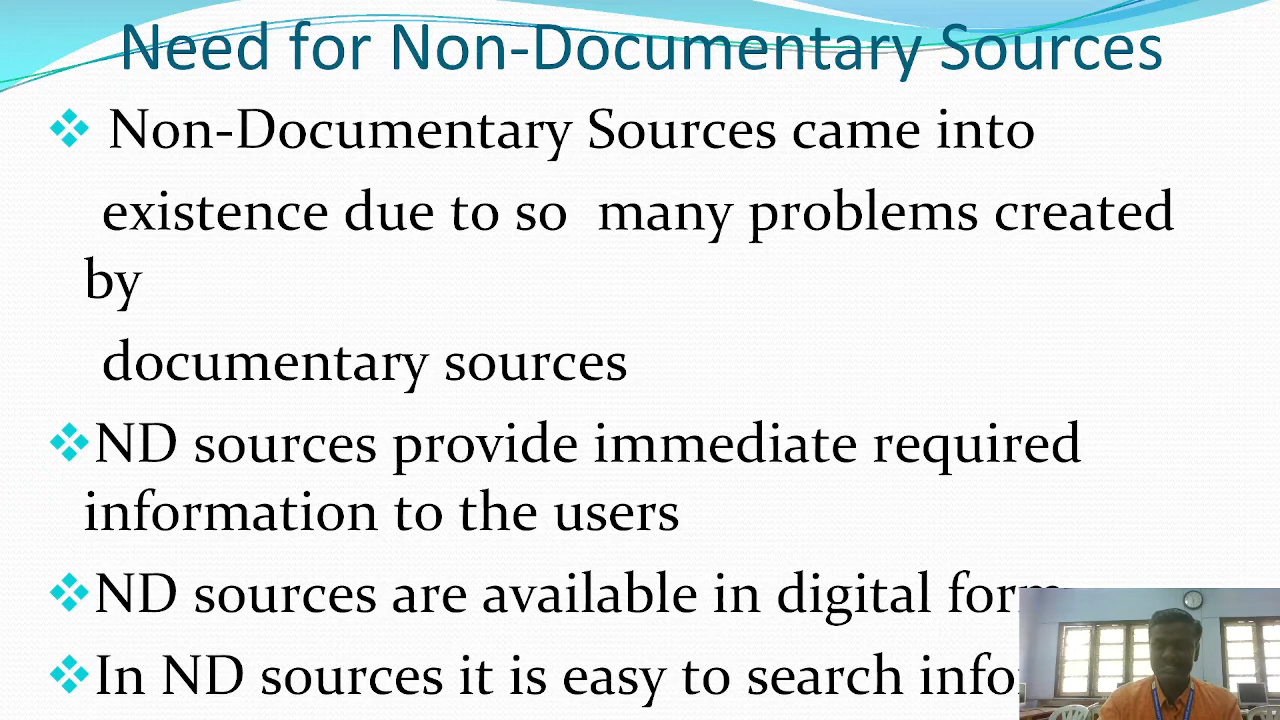 Need for Non-Documentary Sources
Non-Documentary Sources came into
existence due to so many problems created
by
documentary sources
ND sources provide immediate required
information to the users
ND sources are available in digital form
In ND sources it is easy to search